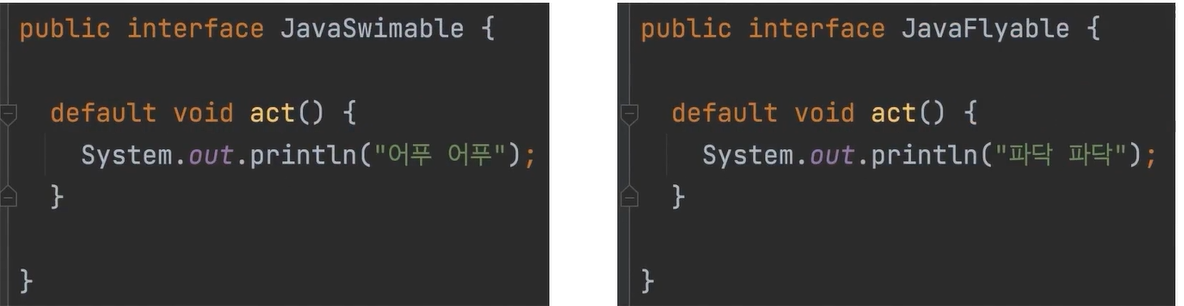 public interface JavaSwimable {
default void act() {
System.out.println("어푸 어푸");
}
}
public interface JavaFlyable {
default void act() {
System.out.println("파닥 파닥");
}
}